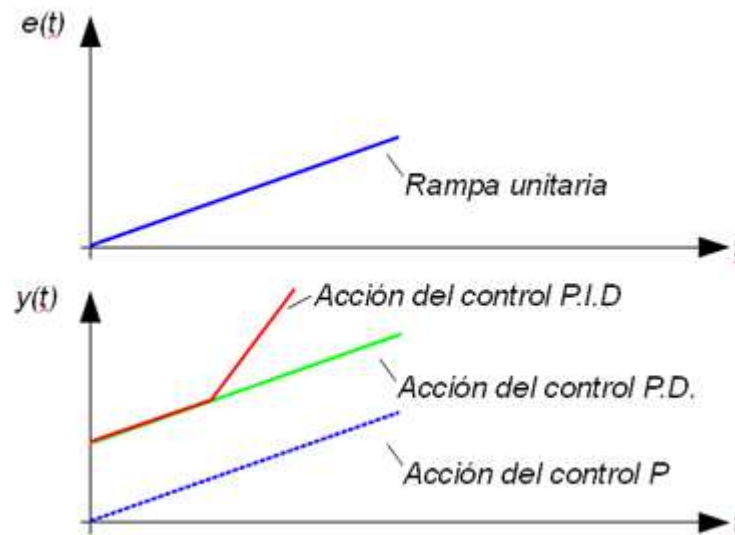 e(t)
Rampa unitaria
y(t)
Acción del control P.I.D
Acción del control P.D.
Acción del control P